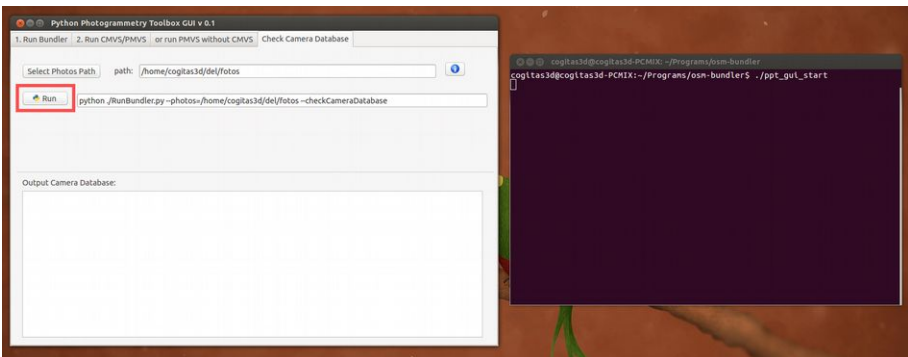 Python Photogrammetry Toolbox GUI v 0.1
1. Run Bundler 2. Run CMVS/PMVS or run PMVS without CMVS Check Camera Database
Select Photos Path path: /home/cogitas3d/del/fotos
Run python ./RunBundler.py --photos=/home/cogitas3d/del/fotos --checkCameraDatabase
Output Camera Database:
cogitas3d@cogitas3d-PCMIX: ~/Programs/osm-bundler
cogitas3d@cogitas3d-PCMIX:~/Programs/osm-bundler$ ./ppt_gui_start